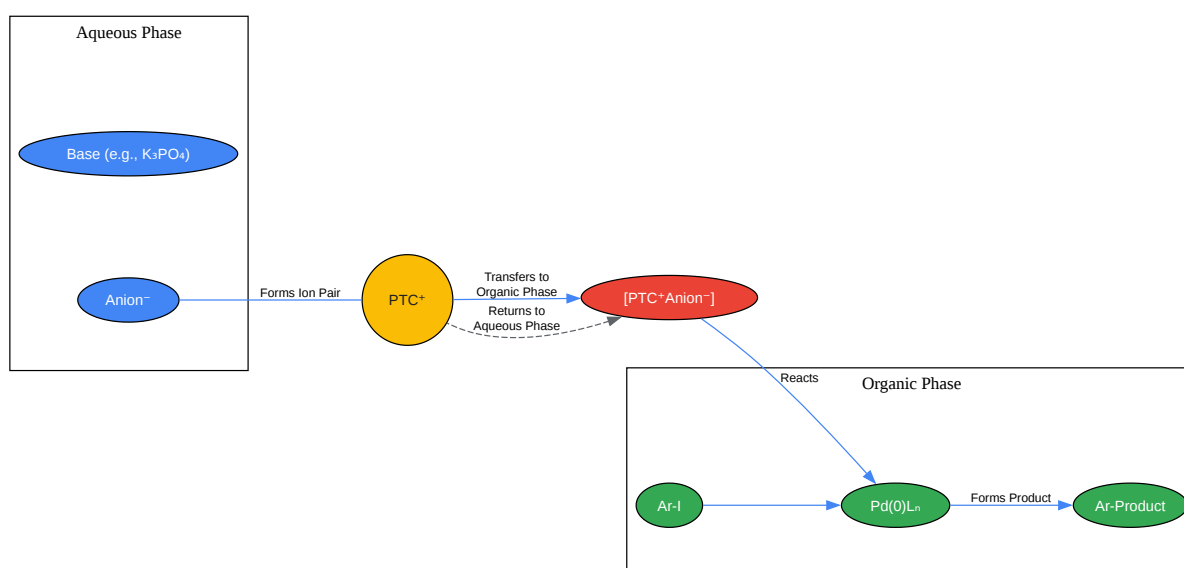 Aqueous Phase
Base (e.g., K₃PO₄)
Anion⁻
Forms Ion Pair
PTC⁺
Transfers to
Organic Phase
Returns to
Aqueous Phase
[PTC⁺Anion⁻]
Reacts
Organic Phase
Ar-I
Pd(0)Lₙ
Forms Product
Ar-Product